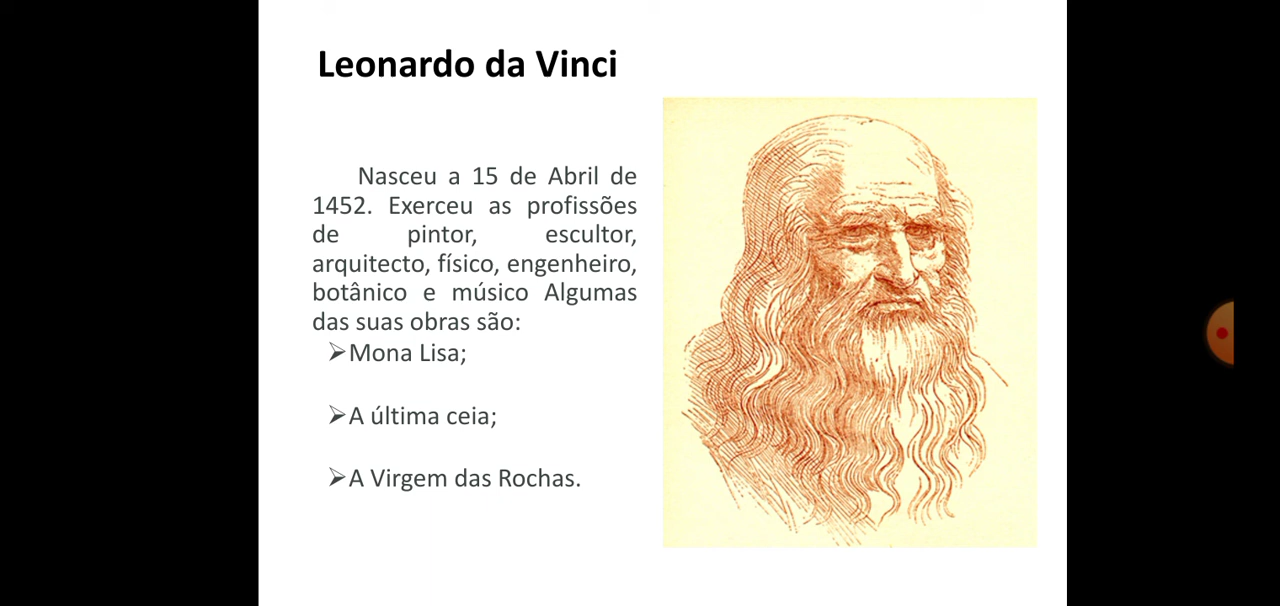 Leonardo da Vinci
Nasceu a 15 de Abril de
1452. Exerceu as profissões
de pintor, escultor,
arquitecto, físico, engenheiro,
botânico e músico Algumas
das suas obras são:
➢Mona Lisa;
➢A última ceia;
➢A Virgem das Rochas.